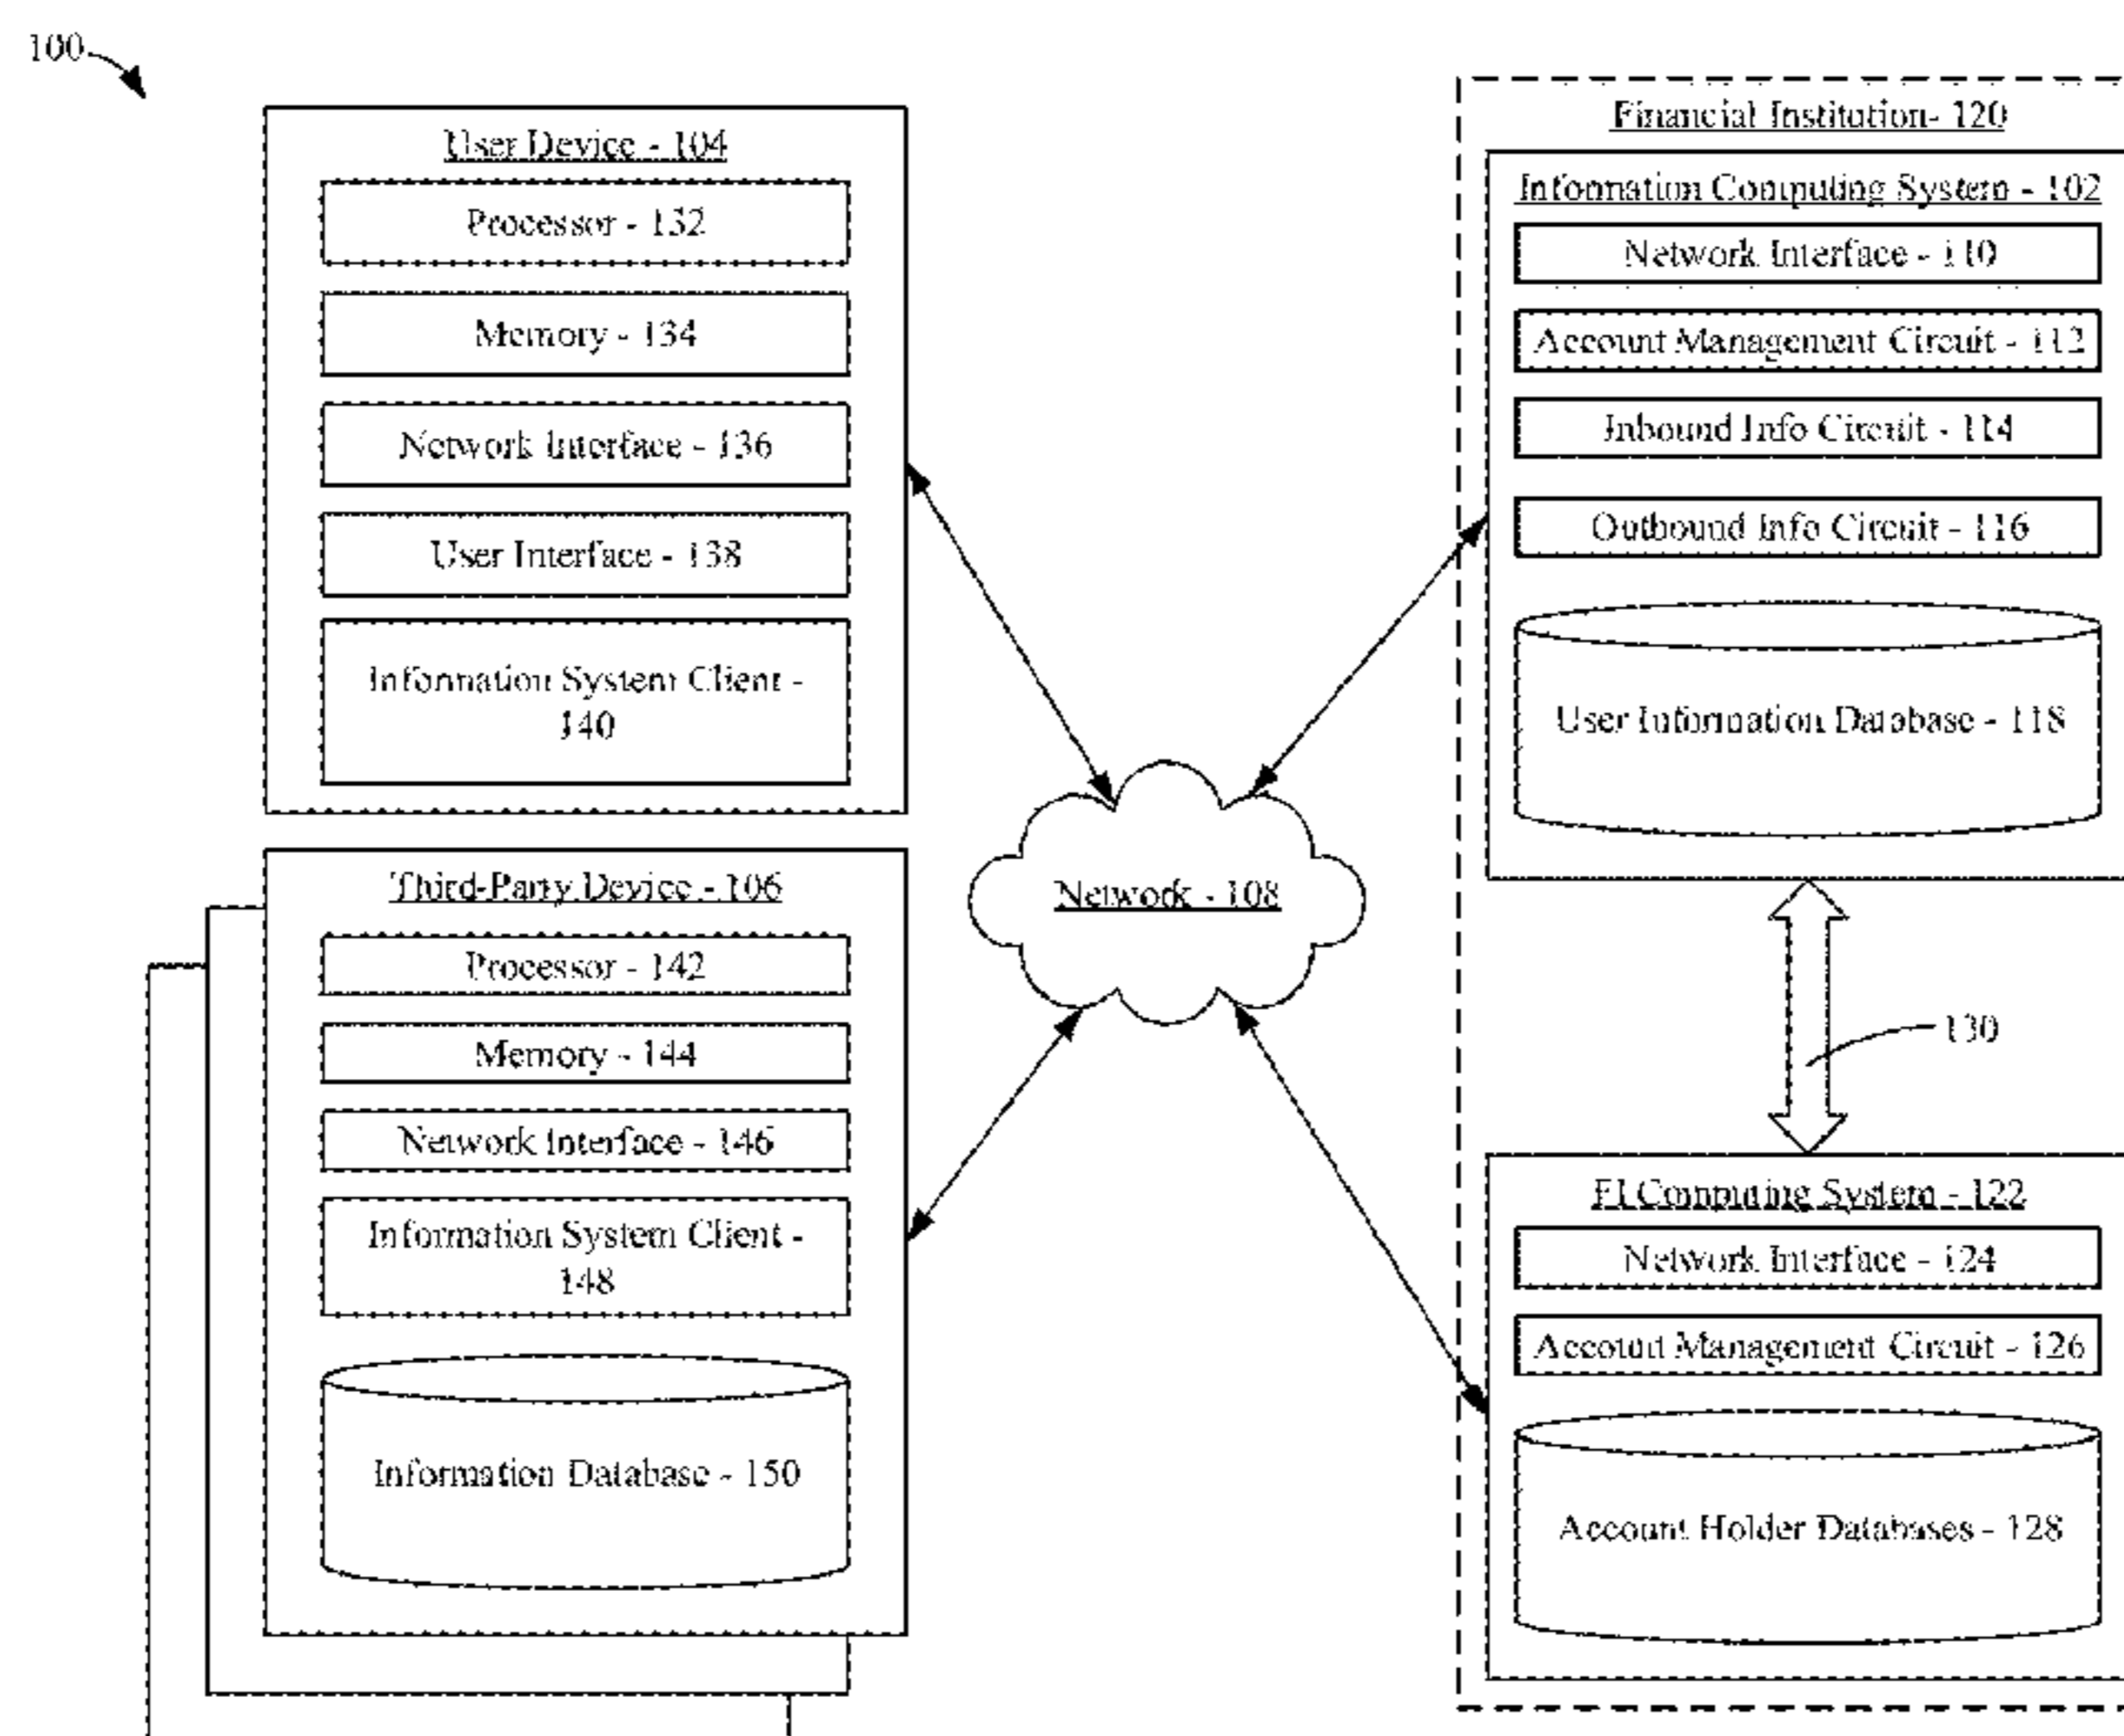 100
User Device - 104
Processor - 132
Memory - 134
Network Interface - 136
User Interface - 138
Information System Client -
140
Third-Party Device - 106
Processor - 142
Memory - 144
Network Interface - 146
Information System Client -
148
Information Database - 150
Network - 108
Financial Institution- 120
Information Computing System - 102
Network Interface - 110
Account Management Circuit - 112
Inbound Info Circuit - 114
Outbound Info Circuit - 116
User Information Database - 118
130
FI Computing System - 122
Network Interface - 124
Account Management Circuit - 126
Account Holder Databases - 128